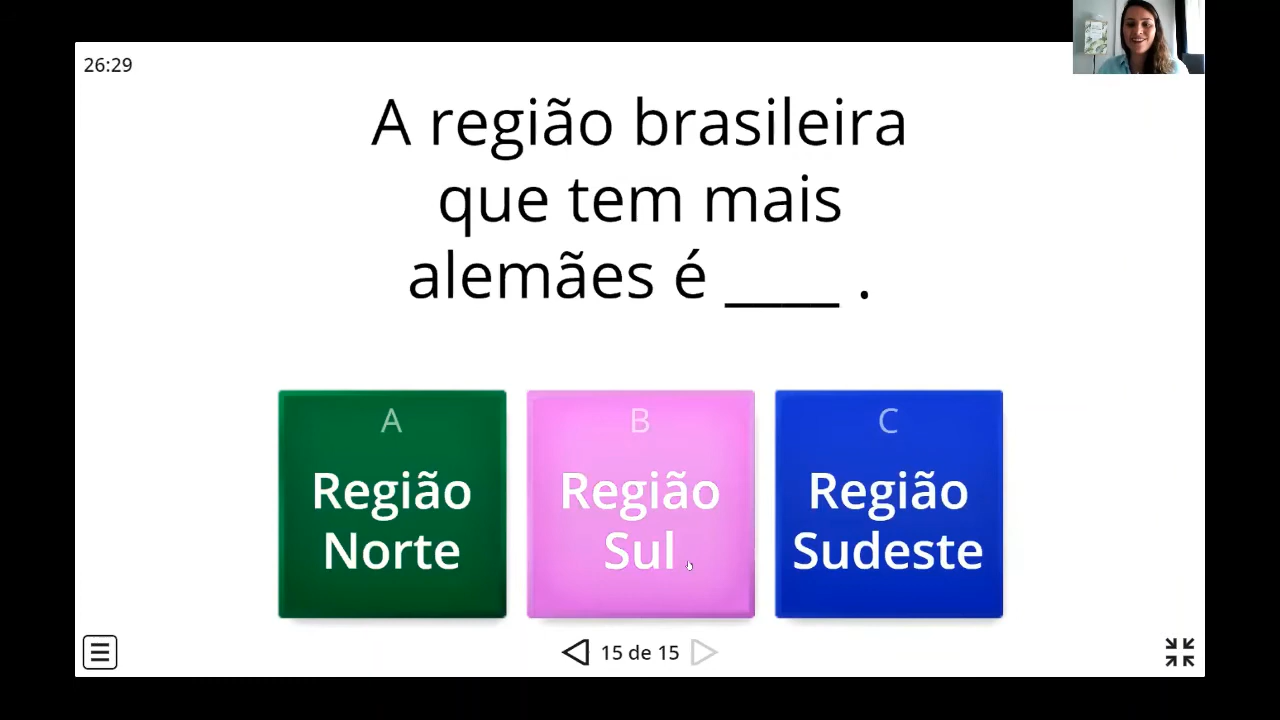 26:29
A região brasileira
que tem mais
alemães é ____ .
A
Região
Norte
B
Região
Sul
C
Região
Sudeste
15 de 15